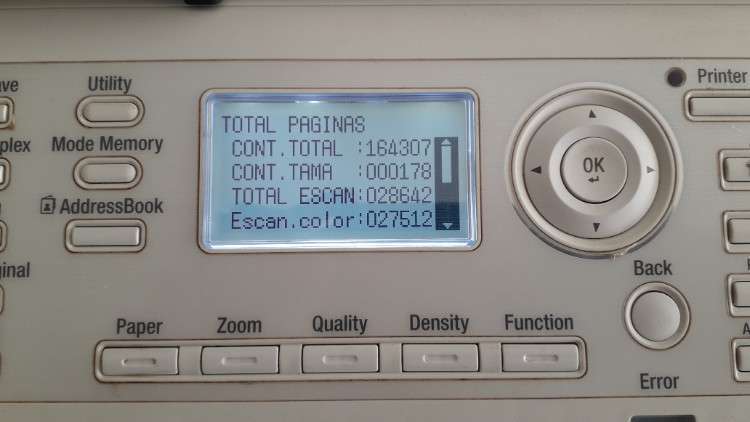 Utility
Mode Memory
AddressBook
TOTAL PAGINAS
CONT.TOTAL :164307
CONT.TAMA :000178
TOTAL ESCAN:028642
Escan.color:027512
OK
Printer
Back
Error
Paper
Zoom
Quality
Density
Function